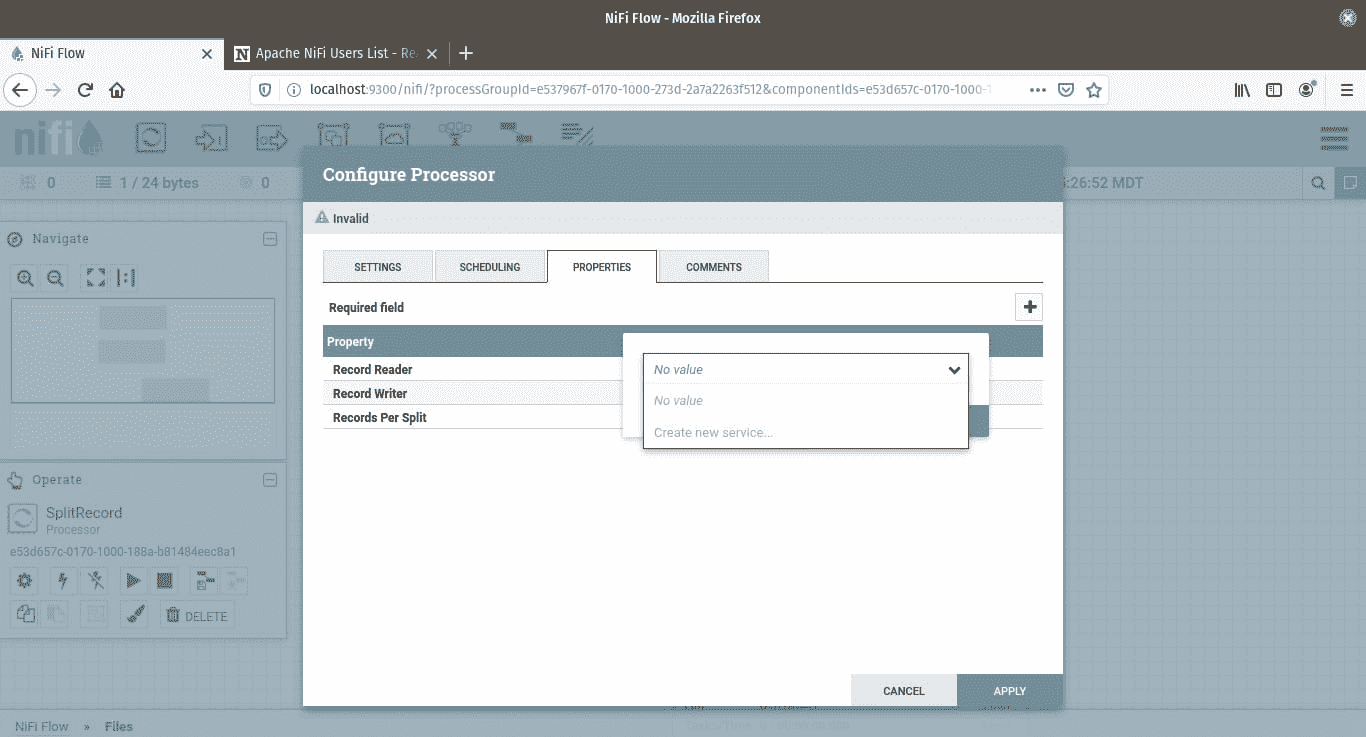 NiFi Flow - Mozilla Firefox
NiFi Flow
Apache NiFi Users List - Re
localhost:9300/nifi/?processGroupId=e537967f-0170-1000-273d-2a7a2263f512&componentIds=e53d657c-0170-1000-1
nifi
0 1 / 24 bytes 0 :26:52 MDT
Configure Processor
Invalid
Navigate
SETTINGS SCHEDULING PROPERTIES COMMENTS
Required field
Property
Record Reader
No value
Record Writer
No value
Records Per Split
Create new service...
Operate
SplitRecord
Processor
e53d657c-0170-1000-188a-b81484eec8a1
DELETE
CANCEL APPLY
NiFi Flow » Files